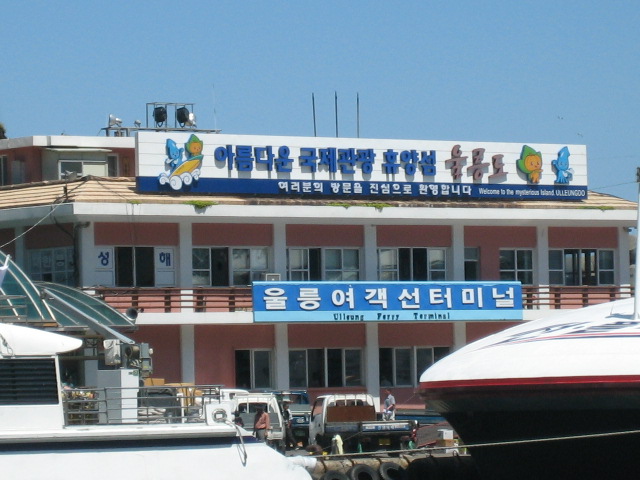 아름다운 국제관광 휴양섬 울릉도
여러분의 방문을 진심으로 환영합니다 Welcome to the mysterious island. ULLEUNGDO
성 해
울릉여객선터미널
Ulleung Ferry Terminal